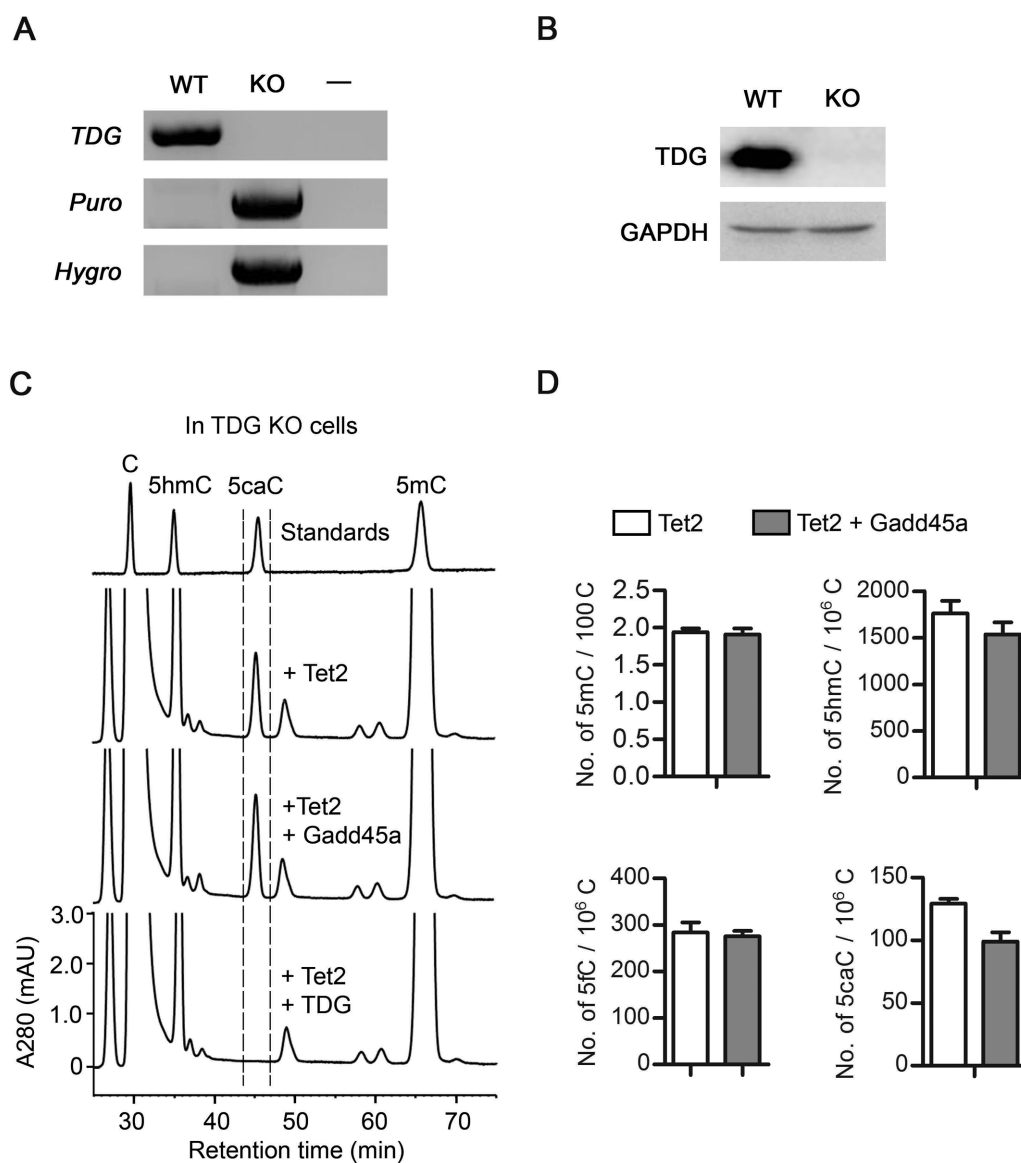 A
WT KO —
TDG
Puro
Hygro
B
WT KO
TDG
GAPDH
C
In TDG KO cells
C
5hmC 5caC 5mC
Standards
+ Tet2
+Tet2
+ Gadd45a
3.0
2.0
1.0
0
A280 (mAU)
+ Tet2
+ TDG
30 40 50 60 70
Retention time (min)
D
Tet2 Tet2 + Gadd45a
No. of 5mC / 100 C
2.5
2.0
1.5
1.0
0.5
0.0
No. of 5hmC / 10⁶ C
2000
1500
1000
500
0
No. of 5fC / 10⁶ C
400
300
200
100
0
No. of 5caC / 10⁶ C
150
100
50
0